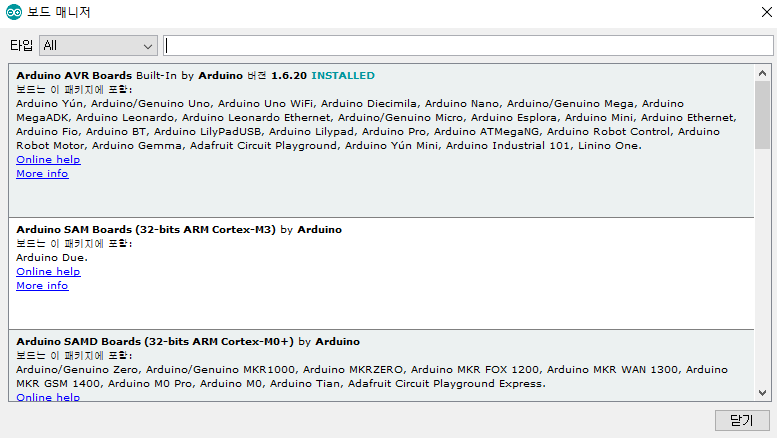 보드 매니저
타입 All
Arduino AVR Boards Built-In by Arduino 버전 1.6.20 INSTALLED
보드는 이 패키지에 포함:
Arduino Yún, Arduino/Genuino Uno, Arduino Uno WiFi, Arduino Diecimila, Arduino Nano, Arduino/Genuino Mega, Arduino
MegaADK, Arduino Leonardo, Arduino Leonardo Ethernet, Arduino/Genuino Micro, Arduino Esplora, Arduino Mini, Arduino Ethernet,
Arduino Fio, Arduino BT, Arduino LilyPadUSB, Arduino Lilypad, Arduino Pro, Arduino ATMegaNG, Arduino Robot Control, Arduino
Robot Motor, Arduino Gemma, Adafruit Circuit Playground, Arduino Yún Mini, Arduino Industrial 101, Linino One.
Online help
More info
Arduino SAM Boards (32-bits ARM Cortex-M3) by Arduino
보드는 이 패키지에 포함:
Arduino Due.
Online help
More info
Arduino SAMD Boards (32-bits ARM Cortex-M0+) by Arduino
보드는 이 패키지에 포함:
Arduino/Genuino Zero, Arduino/Genuino MKR1000, Arduino MKRZERO, Arduino MKR FOX 1200, Arduino MKR WAN 1300, Arduino
MKR GSM 1400, Arduino M0 Pro, Arduino M0, Arduino Tian, Adafruit Circuit Playground Express.
Online help
닫기